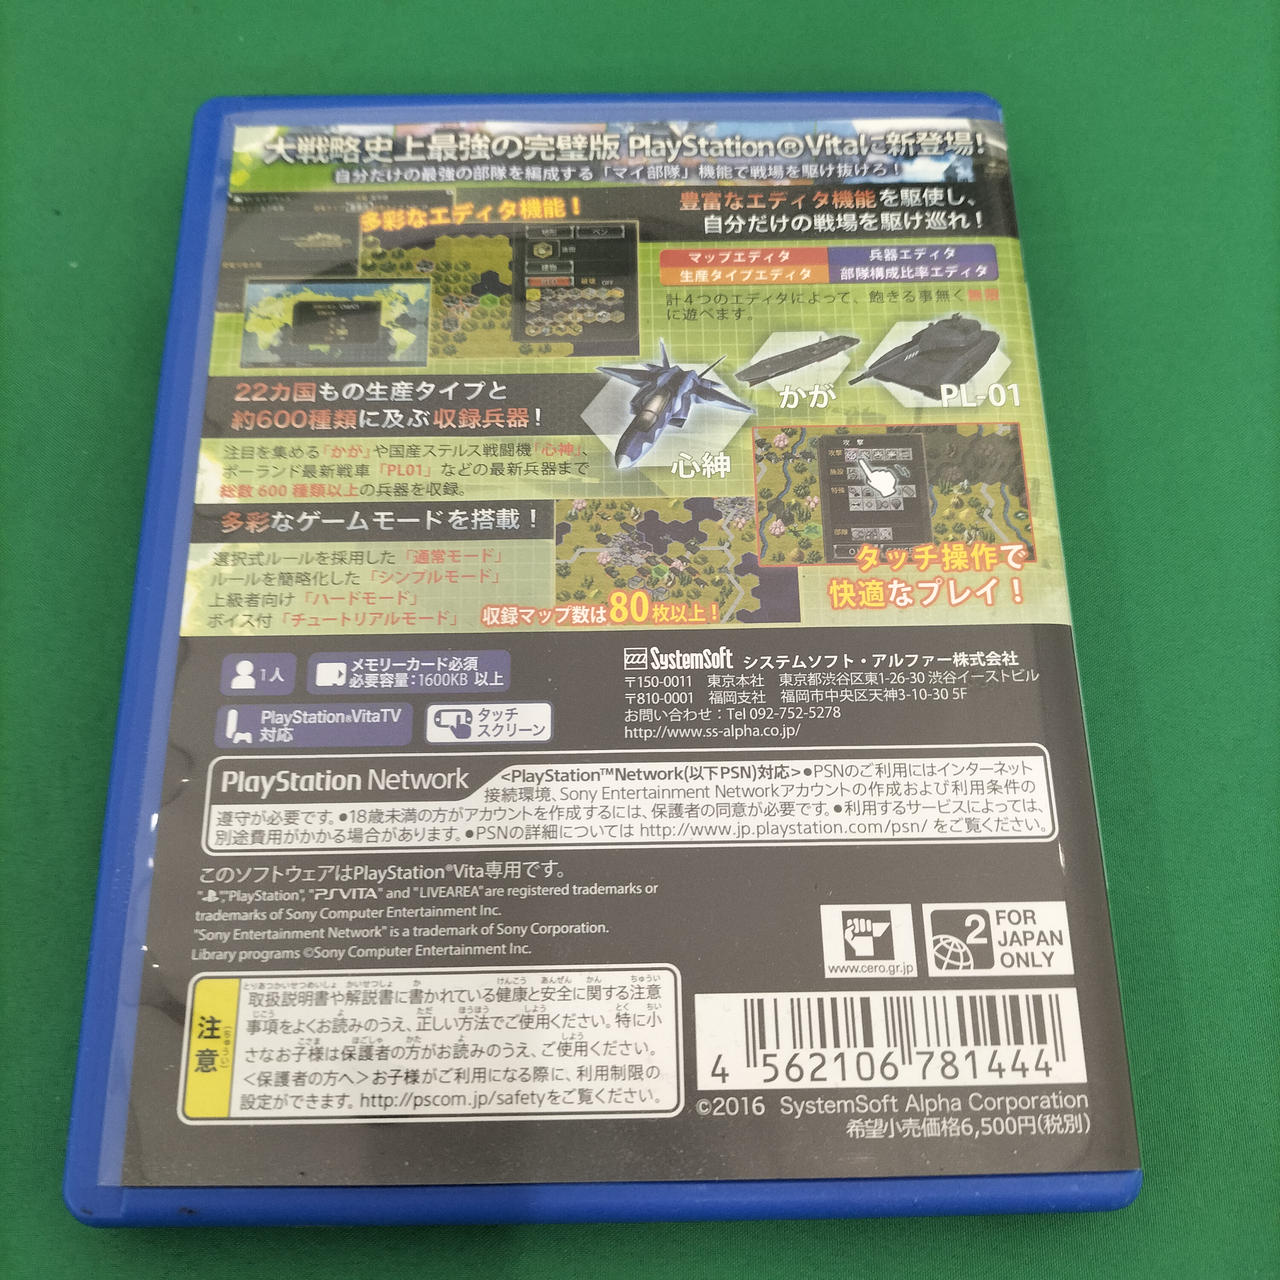 大戦略史上最強の完璧版 PlayStation®Vitaに新登場!
自分だけの最強の部隊を編成する「マイ部隊」機能で戦場を駆け抜けろ!
多彩なエディタ機能!
豊富なエディタ機能を駆使し、
自分だけの戦場を駆け巡れ!
マップエディタ
兵器エディタ
生産タイプエディタ
部隊構成比率エディタ
計4つのエディタによって、飽きる事無く無限
に遊べます。
22カ国もの生産タイプと
約600種類に及ぶ収録兵器!
注目を集める「かが」や国産ステルス戦闘機「心紳」、
ポーランド最新戦車「PL01」などの最新兵器まで
総数600種類以上の兵器を収録。
かが
PL-01
心紳
多彩なゲームモードを搭載!
選択式ルールを採用した「通常モード」
ルールを簡略化した「シンプルモード」
上級者向け「ハードモード」
ボイス付「チュートリアルモード」
収録マップ数は80枚以上!
攻撃
タッチ操作で
快適なプレイ!
1人
メモリーカード必須
必要容量:1600KB 以上
PlayStation®VitaTV
対応
タッチ
スクリーン
SystemSoft システムソフト・アルファー株式会社
〒150-0011 東京本社 東京都渋谷区東1-26-30 渋谷イーストビル
〒810-0001 福岡支社 福岡市中央区天神3-10-30 5F
お問い合わせ:Tel 092-752-5278
http://www.ss-alpha.co.jp/
PlayStation Network
<PlayStation™Network(以下PSN)対応>●PSNのご利用にはインターネット
接続環境、Sony Entertainment Networkアカウントの作成および利用条件の
遵守が必要です。●18歳未満の方がアカウントを作成するには、保護者の同意が必要です。●利用するサービスによっては、
別途費用がかかる場合があります。●PSNの詳細については http://www.jp.playstation.com/psn/ をご覧ください。
このソフトウェアはPlayStation®Vita専用です。
"PS", "PlayStation", "PSVITA" and "LIVEAREA" are registered trademarks or
trademarks of Sony Computer Entertainment Inc.
"Sony Entertainment Network" is a trademark of Sony Corporation.
Library programs ©Sony Computer Entertainment Inc.
www.cero.gr.jp
2
FOR
JAPAN
ONLY
注意
取扱説明書や解説書に書かれている健康と安全に関する注意
事項をよくお読みのうえ、正しい方法でご使用ください。特に小
さなお子様は保護者の方がお読みのうえ、ご使用ください。
<保護者の方へ>お子様がご利用になる際に、利用制限の
設定ができます。http://pscom.jp/safetyをご覧ください。
4 562106 781444
©2016 SystemSoft Alpha Corporation
希望小売価格6,500円(税別)